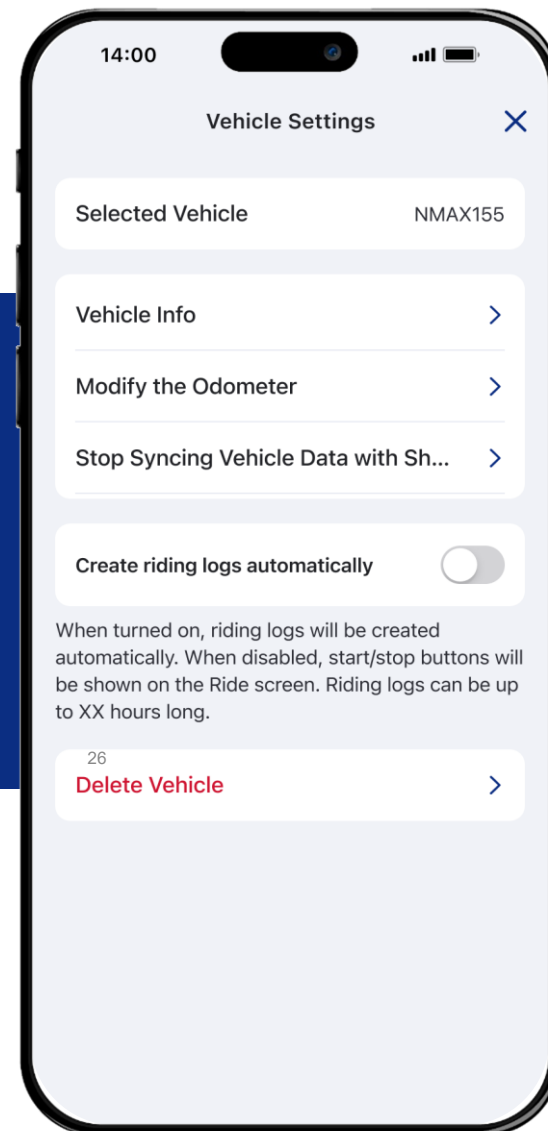 14:00
Vehicle Settings
Selected Vehicle NMAX155
Vehicle Info
Modify the Odometer
Stop Syncing Vehicle Data with Sh...
Create riding logs automatically
When turned on, riding logs will be created
automatically. When disabled, start/stop buttons will
be shown on the Ride screen. Riding logs can be up
to XX hours long.
26
Delete Vehicle